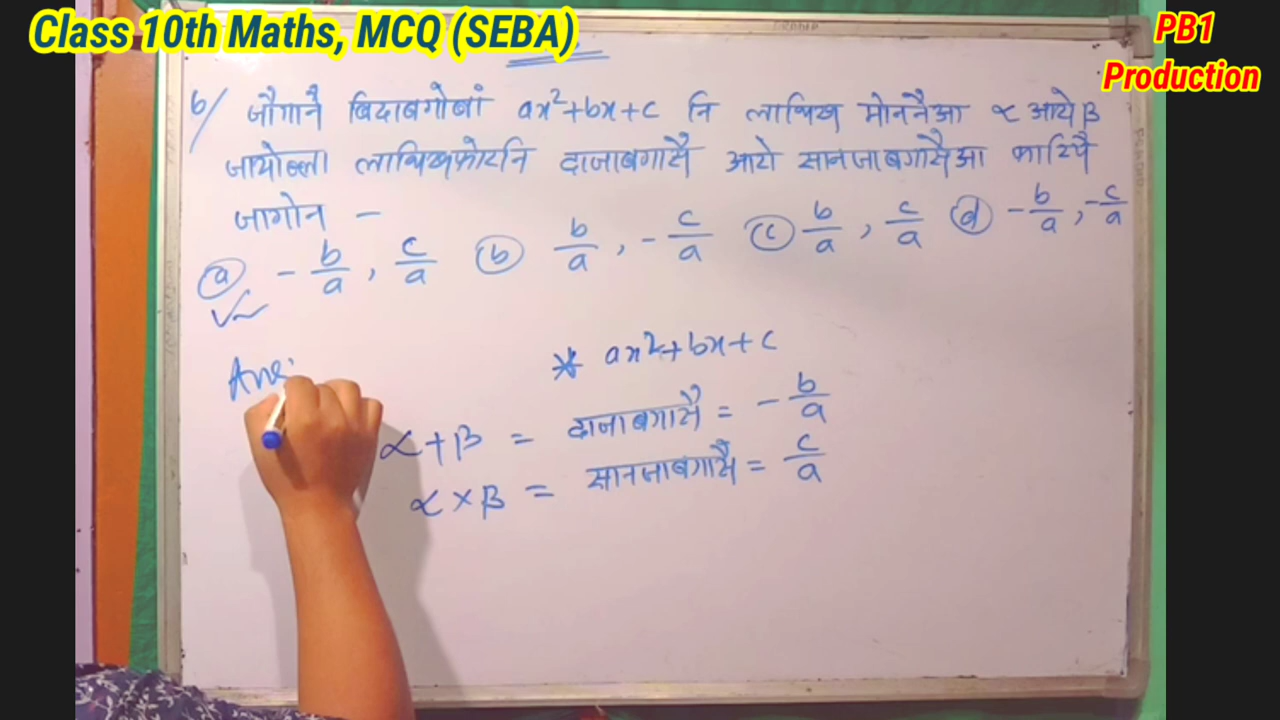 Class 10th Maths, MCQ (SEBA)
PB1
Production
6/ जौगानै बिदाबगोबां ax²+bx+c नि लाथिख मोननैआ α आरो β
जायोब्ला लाथिखफोरनि दाजाबगासै आरो सानजाबगासैआ
जागोन —
ⓐ - b/a , c/a ⓑ b/a , - c/a ⓒ b/a , c/a ⓓ - b/a , - c/a
Ans:
* ax²+bx+c
α+β = दाजाबगासै = - b/a
α×β = सानजाबगासै = c/a